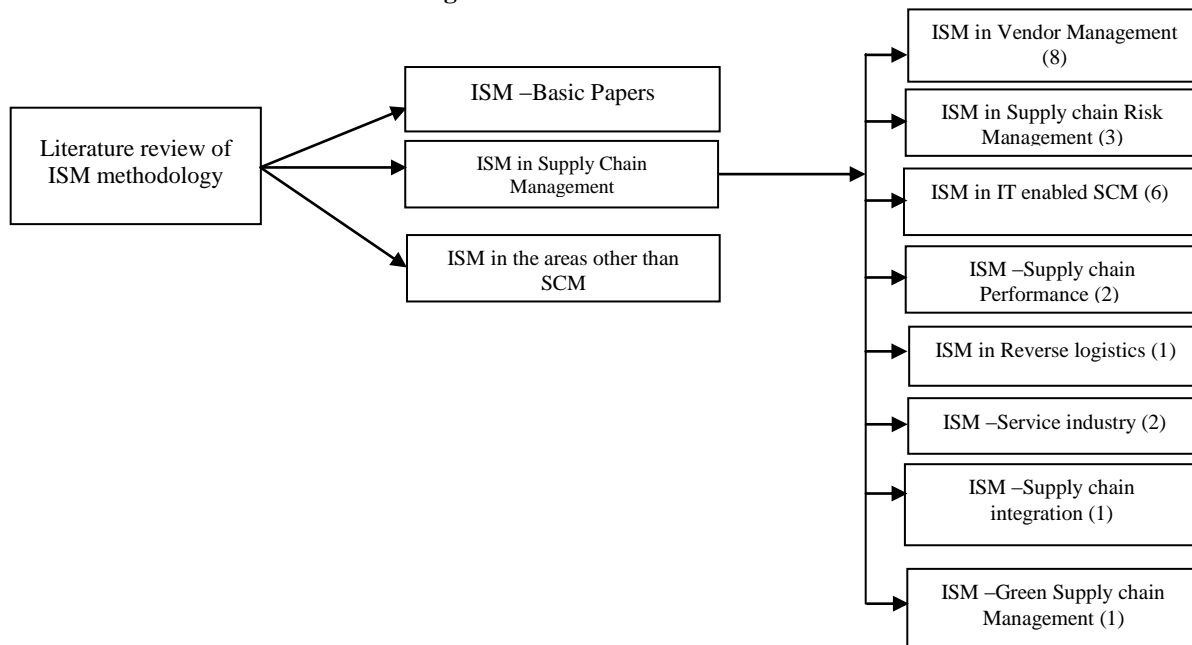 Literature review of
ISM methodology
ISM –Basic Papers
ISM in Supply Chain
Management
ISM in the areas other than
SCM
ISM in Vendor Management
(8)
ISM in Supply chain Risk
Management (3)
ISM in IT enabled SCM (6)
ISM –Supply chain
Performance (2)
ISM in Reverse logistics (1)
ISM –Service industry (2)
ISM –Supply chain
integration (1)
ISM –Green Supply chain
Management (1)